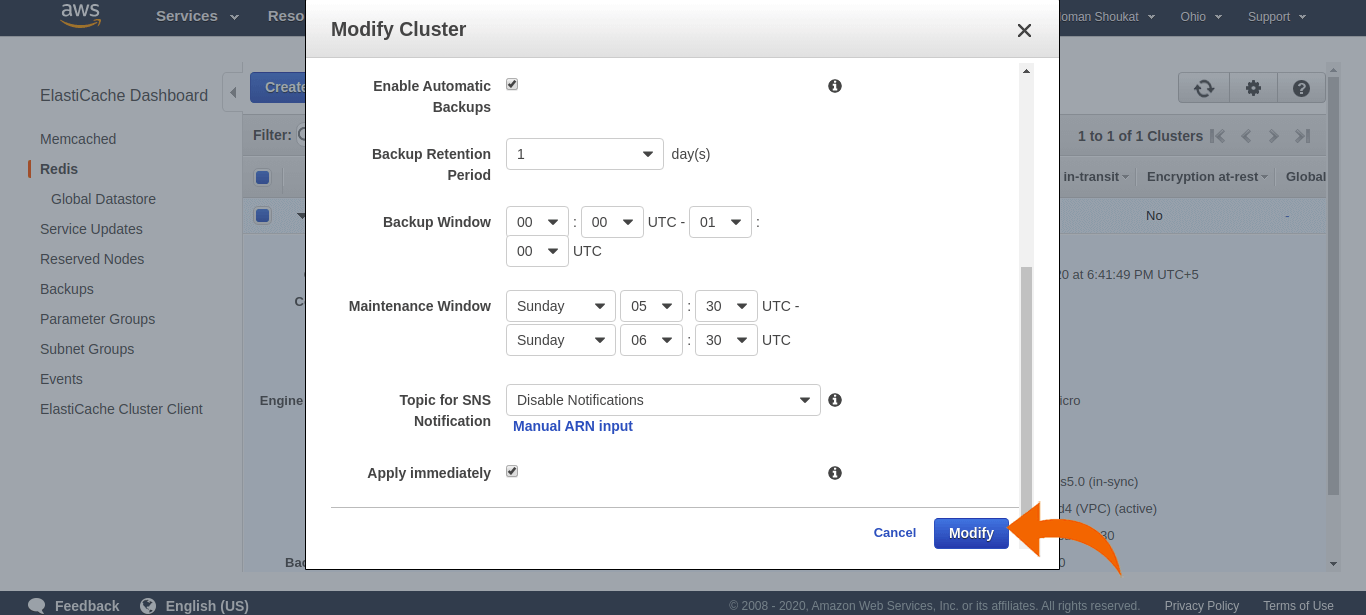 aws
Services
Reso
Modify Cluster
loman Shoukat
Ohio
Support
ElastiCache Dashboard
Memcached
Redis
Global Datastore
Service Updates
Reserved Nodes
Backups
Parameter Groups
Subnet Groups
Events
ElastiCache Cluster Client
Create
Filter:
Engine
Enable Automatic
Backups
Backup Retention
Period
1
day(s)
Backup Window
00 : 00 UTC - 01 :
00 UTC
Maintenance Window
Sunday 05 : 30 UTC -
Sunday 06 : 30 UTC
Topic for SNS
Notification
Disable Notifications
Manual ARN input
Apply immediately
Cancel
Modify
1 to 1 of 1 Clusters
in-transit
Encryption at-rest
Global
No
-
20 at 6:41:49 PM UTC+5
icro
s5.0 (in-sync)
d4 (VPC) (active)
30
Bac
Feedback
English (US)
© 2008 - 2020, Amazon Web Services, Inc. or its affiliates. All rights reserved.
Privacy Policy
Terms of Use